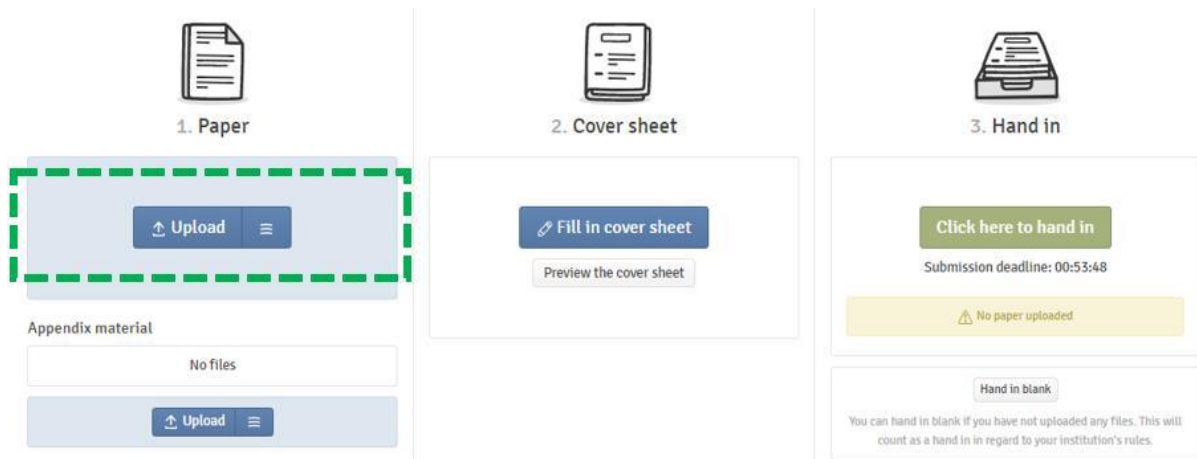 1. Paper
Upload
Appendix material
No files
Upload
2. Cover sheet
Fill in cover sheet
Preview the cover sheet
3. Hand in
Click here to hand in
Submission deadline: 00:53:48
No paper uploaded
Hand in blank
You can hand in blank if you have not uploaded any files. This will
count as a hand in in regard to your institution's rules.